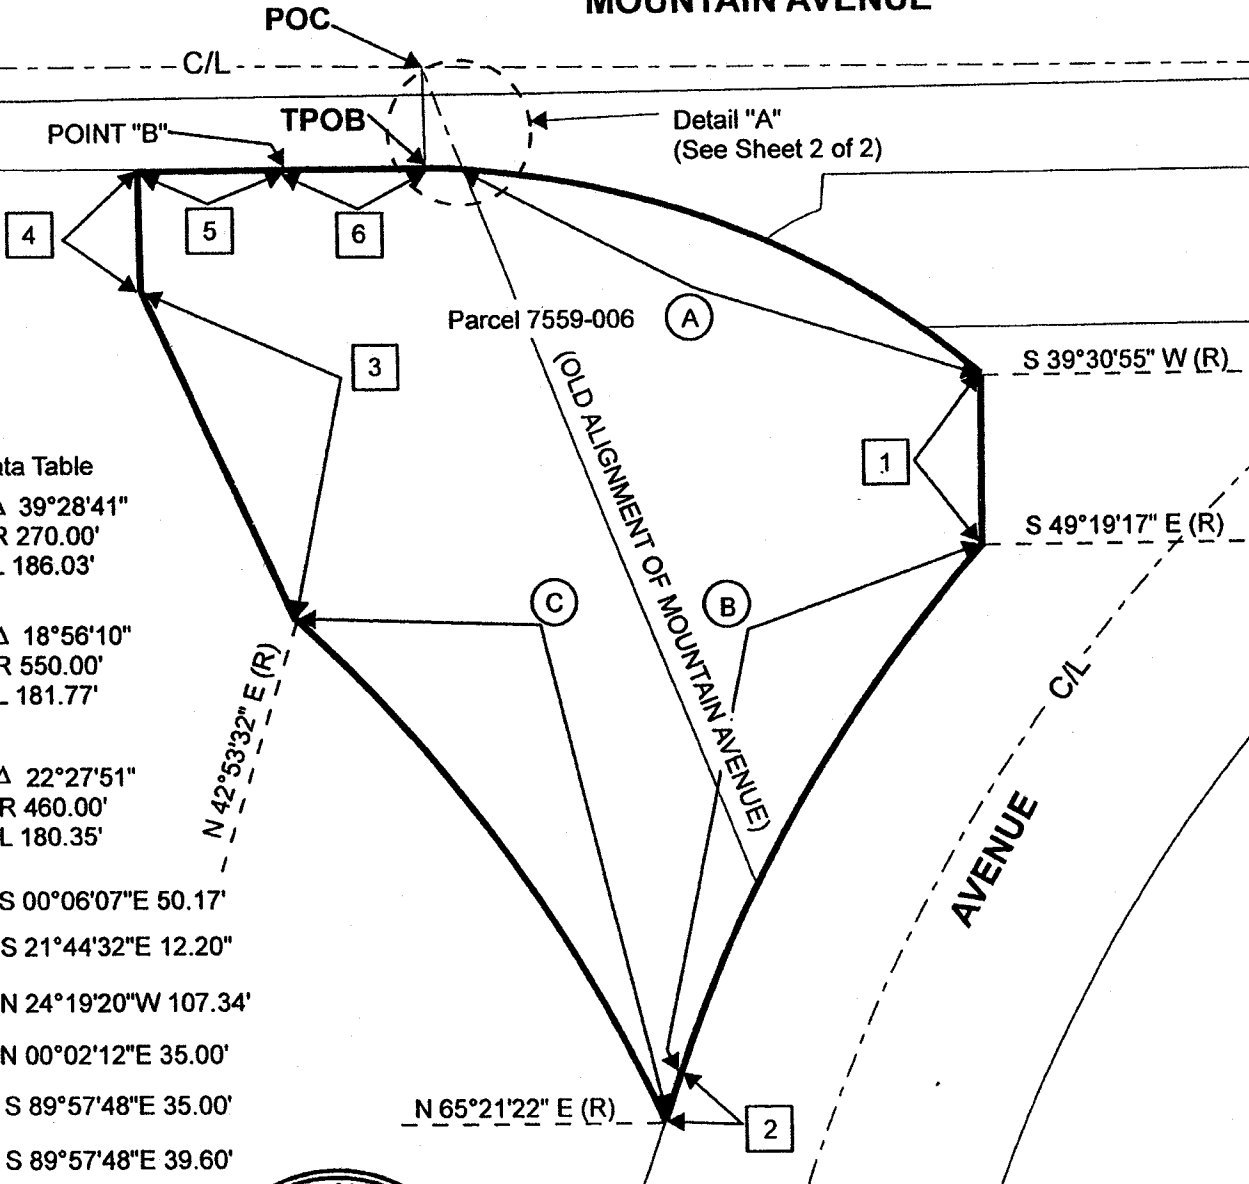 MOUNTAIN AVENUE
POC
C/L
TPOB
POINT "B"
Detail "A"
(See Sheet 2 of 2)
4
5
6
Parcel 7559-006
A
3
S 39°30'55" W (R)
(OLD ALIGNMENT OF MOUNTAIN AVENUE)
1
S 49°19'17" E (R)
C
B
C/L
N 42°53'32" E (R)
AVENUE
ata Table
Δ 39°28'41"
R 270.00'
L 186.03'
Δ 18°56'10"
R 550.00'
L 181.77'
Δ 22°27'51"
R 460.00'
L 180.35'
S 00°06'07"E 50.17'
S 21°44'32"E 12.20"
N 24°19'20"W 107.34'
N 00°02'12"E 35.00'
S 89°57'48"E 35.00'
S 89°57'48"E 39.60'
N 65°21'22" E (R)
2